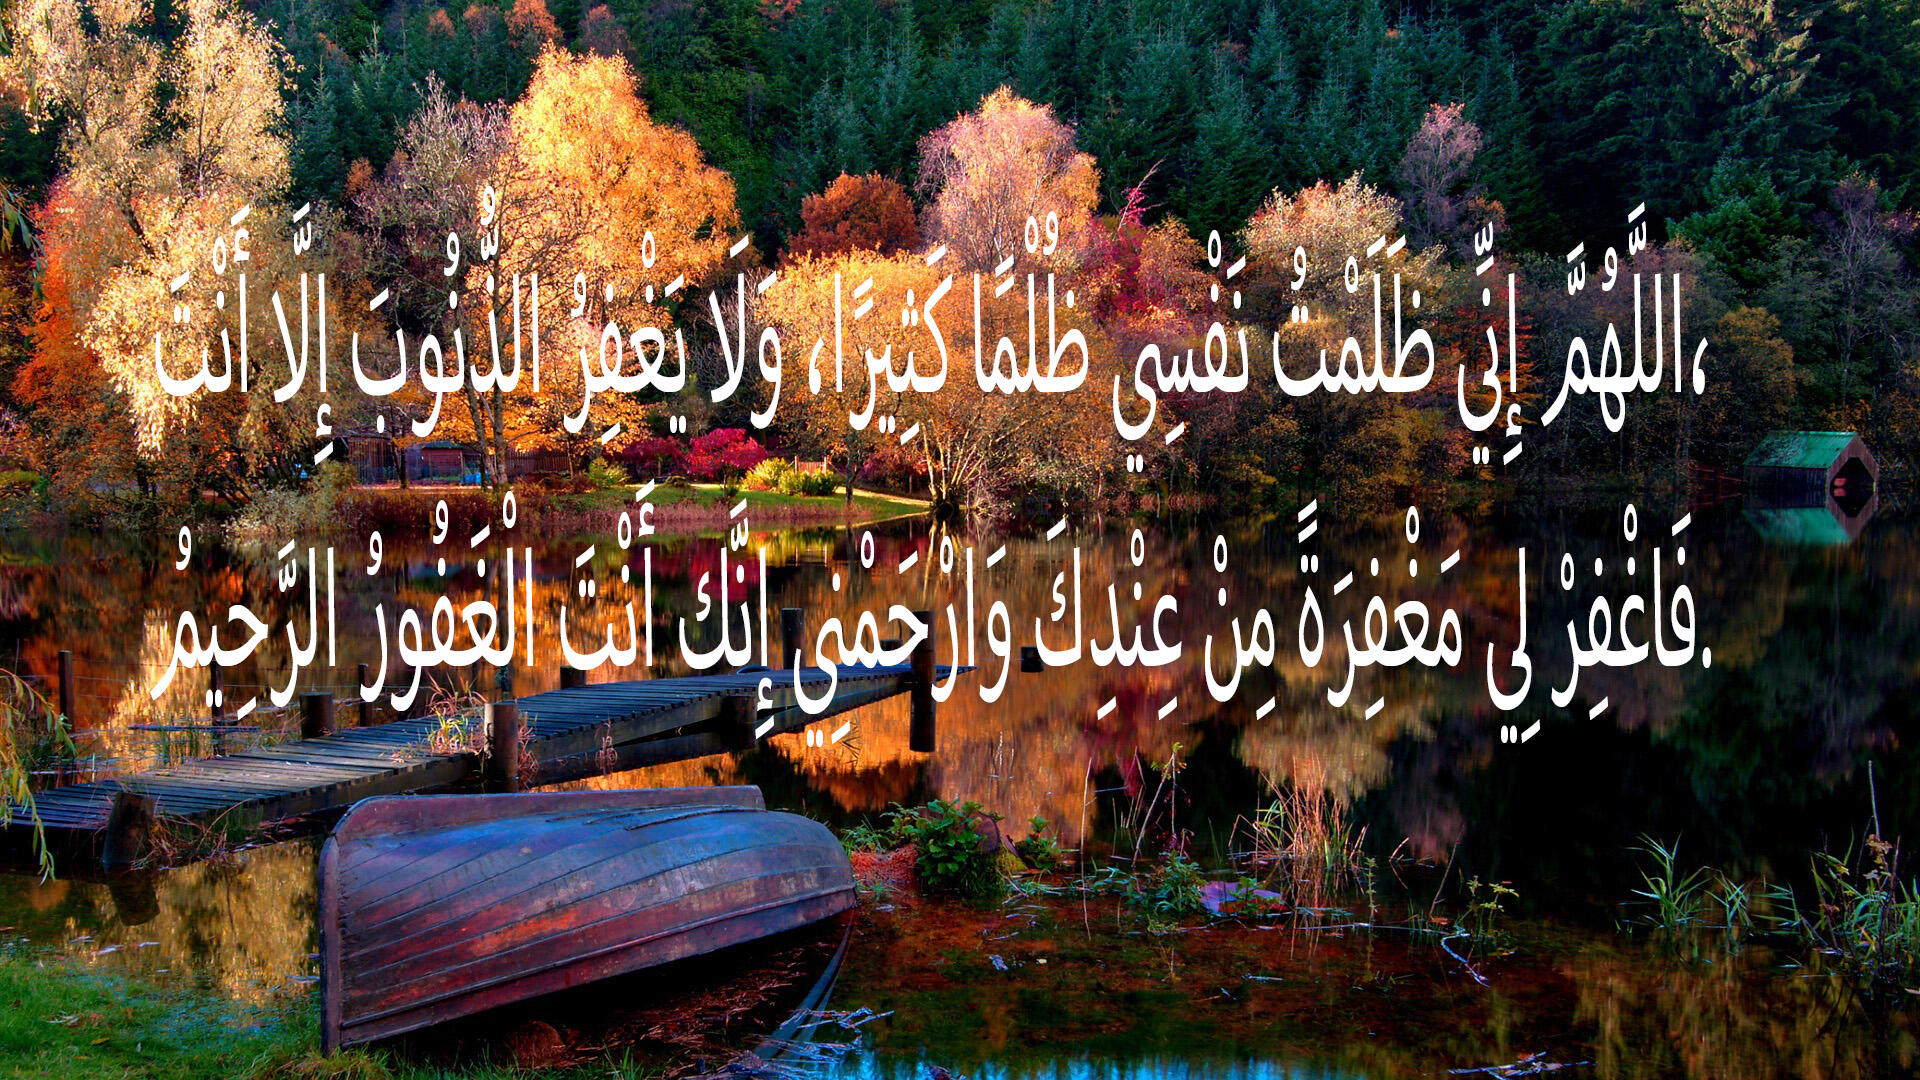 اللَّهُمَّ إِنِّي ظَلَمْتُ نَفْسِي ظُلْمًا كَثِيرًا، وَلَا يَغْفِرُ الذُّنُوبَ إِلَّا أَنْتَ،
فَاغْفِرْ لِي مَغْفِرَةً مِنْ عِنْدِكَ وَارْحَمْنِي إِنَّك أَنْتَ الْغَفُورُ الرَّحِيمُ.